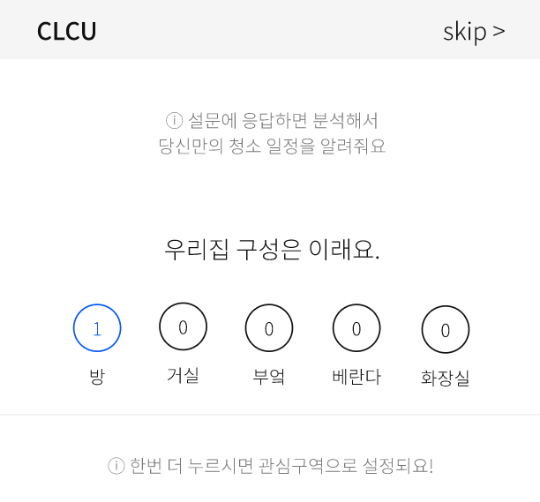 CLCU skip >
ⓘ 설문에 응답하면 분석해서
당신만의 청소 일정을 알려줘요
우리집 구성은 이래요.
1 0 0 0 0
방 거실 부엌 베란다 화장실
ⓘ 한번 더 누르시면 관심구역으로 설정되요!